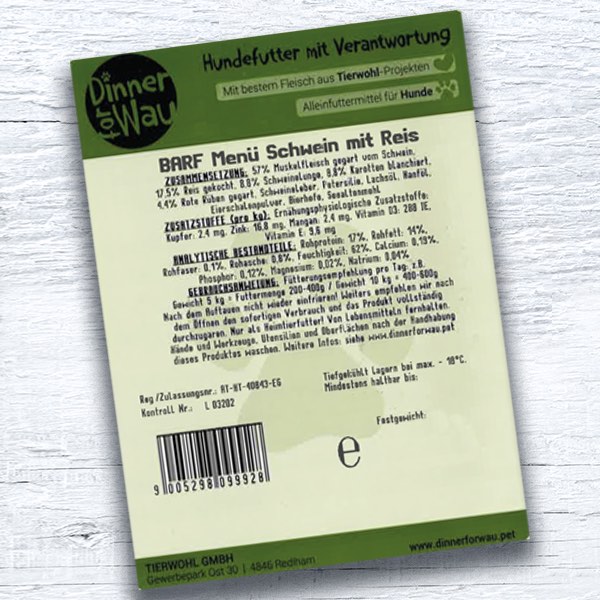 Dinner
for Wau
Hundefutter mit Verantwortung
Mit bestem Fleisch aus Tierwohl-Projekten
Alleinfuttermittel für Hunde
BARF Menü Schwein mit Reis
ZUSAMMENSETZUNG: 57% Muskelfleisch gegart vom Schwein,
17,5% Reis gekocht, 8,8% Schweinelunge, 8,8% Karotten blanchiert,
4,4% Rote Rüben gegart, Schweineleber, Petersilie, Lachsöl, Hanföl,
Eierschalenpulver, Bierhefe, Seealgenmehl
ZUSATZSTOFFE (pro kg): Ernährungsphysiologische Zusatzstoffe:
Kupfer: 2,4 mg, Zink: 16,8 mg, Mangan: 2,4 mg, Vitamin D3: 288 IE,
Vitamin E: 9,6 mg
ANALYTISCHE BESTANDTEILE: Rohprotein: 17%, Rohfett: 14%,
Rohfaser: 0,1%, Rohasche: 0,8%, Feuchtigkeit: 62%, Calcium: 0,19%,
Phosphor: 0,12%, Magnesium: 0,02%, Natrium: 0,04%
GEBRAUCHSANWEISUNG: Fütterungsempfehlung pro Tag, z.B.
Gewicht 5 kg = Futtermenge 200-400g / Gewicht 10 kg = 400-600g
Nach dem Auftauen nicht wieder einfrieren! Weiters empfehlen wir nach
dem Öffnen den sofortigen Verbrauch und das Produkt vollständig
durchzugaren. Nur als Heimtierfutter! Von Lebensmitteln fernhalten.
Hände und Werkzeuge, Utensilien und Oberflächen nach der Handhabung
dieses Produktes waschen. Weitere Infos: siehe www.dinnerforwau.pet
Reg/Zulassungsnr.: AT-HT-40843-EG
Kontroll Nr.: L 03202
Tiefgekühlt Lagern bei max. - 18°C.
Mindestens haltbar bis:
Festgewicht:
e
9 005298 099928
TIERWOHL GMBH
Gewerbepark Ost 30 | 4846 Redlham
www.dinnerforwau.pet